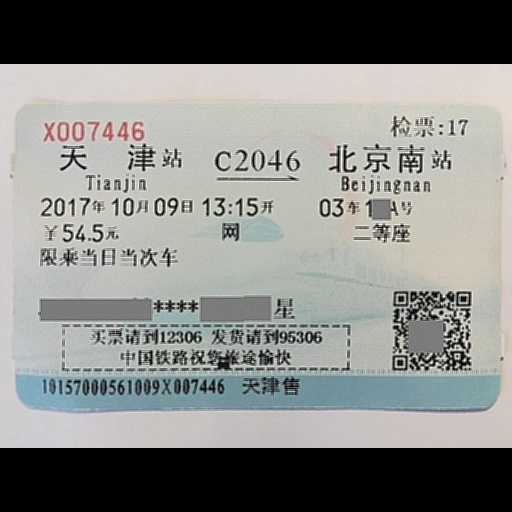 X007446 检票:17
天津站 C2046 北京南站
Tianjin Beijingnan
2017年10月09日13:15开 03车1 A号
￥54.5元 网 二等座
限乘当日当次车
****星
买票请到12306 发货请到95306
中国铁路祝您旅途愉快
10157000561009X007446 天津售